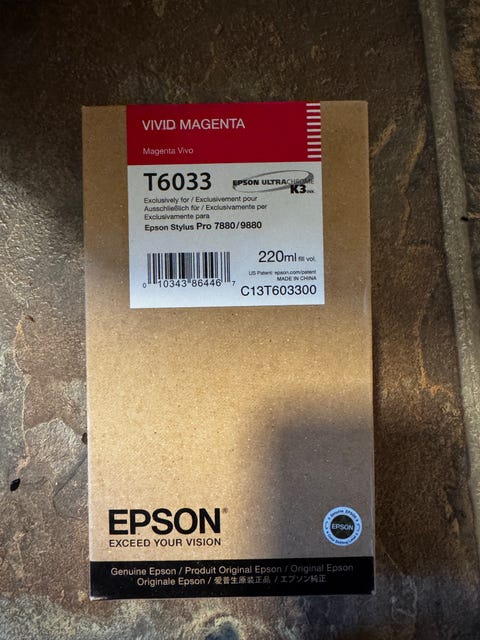 VIVID MAGENTA
Magenta Vivo
T6033
EPSON ULTRACHROME
K3 INK
Exclusively for / Exclusivement pour
Ausschließlich für / Exclusivamente per
Exclusivamente para
Epson Stylus Pro 7880/9880
220ml fill vol.
US Patent: epson.com/patent
MADE IN CHINA
0 10343 86446 7
C13T603300
EPSON®
EXCEED YOUR VISION
EPSON
Genuine Epson / Produit Original Epson / Original Epson
Originale Epson / 爱普生原装正品 / エプソン純正